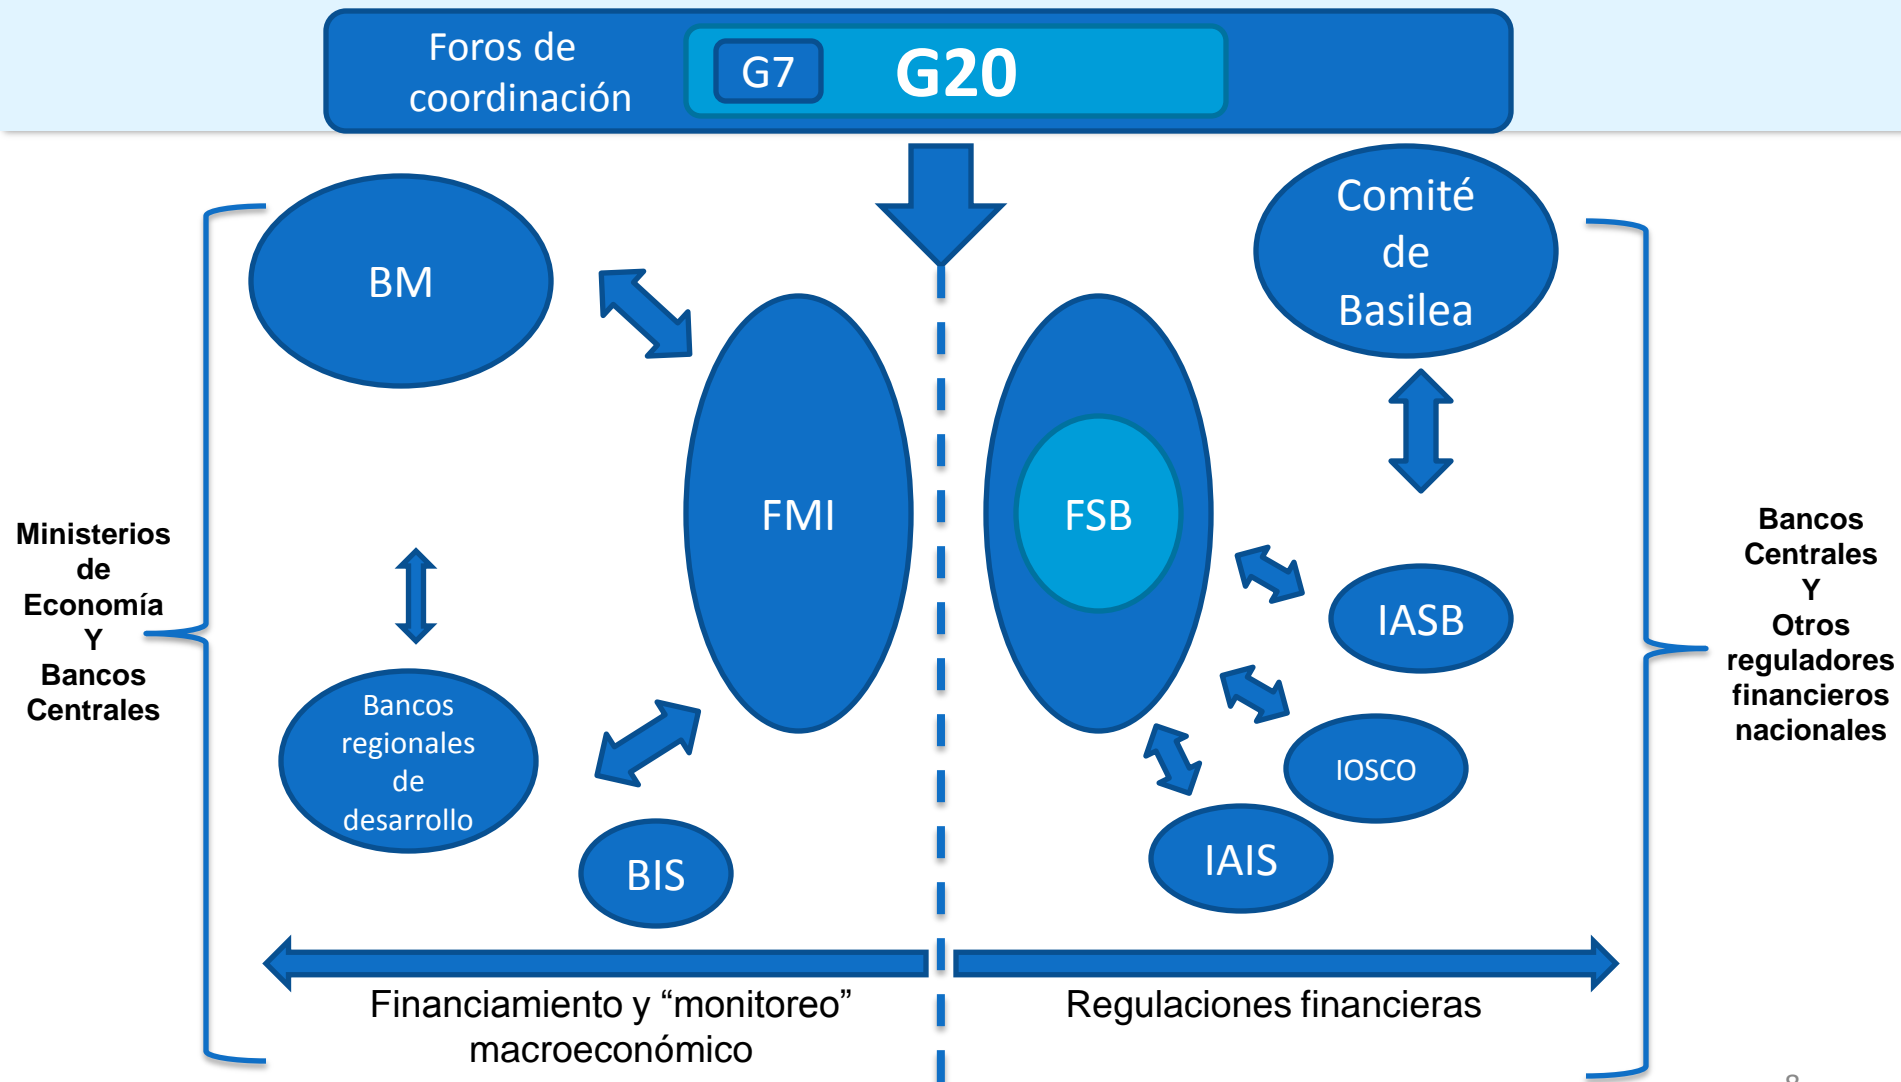 Foros de
coordinación
G7
G20
BM
Comité
de
Basilea
FMI
FSB
Ministerios
de
Economía
Y
Bancos
Centrales
Bancos
Centrales
Y
Otros
reguladores
financieros
nacionales
IASB
Bancos
regionales
de
desarrollo
IOSCO
BIS
IAIS
Financiamiento y “monitoreo”
macroeconómico
Regulaciones financieras